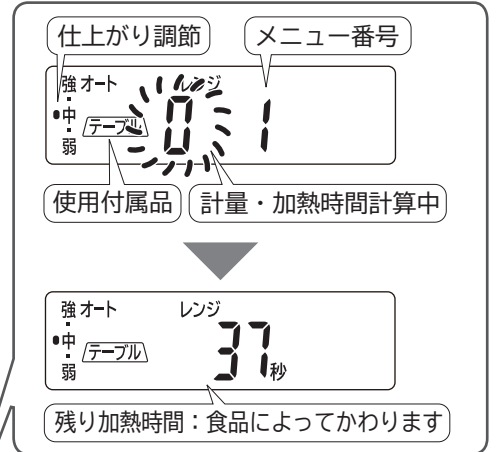 仕上がり調節 メニュー番号
強 オート レンジ
・
・中 テーブル 0 1
・
弱
使用付属品 計量・加熱時間計算中
強 オート レンジ
・
・中 テーブル 37秒
・
弱
残り加熱時間：食品によってかわります